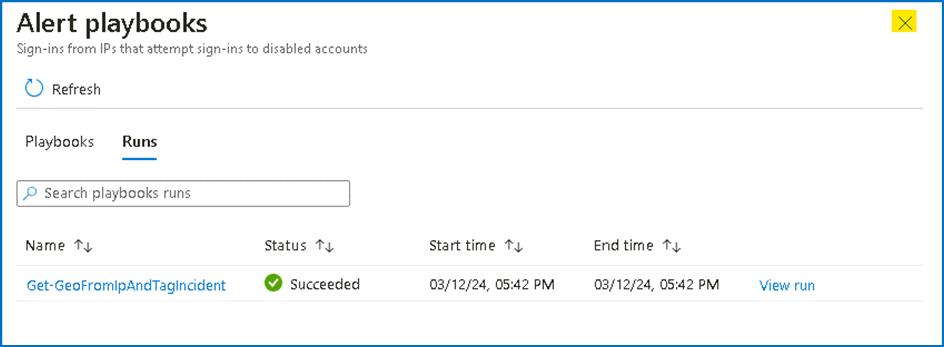 Alert playbooks
Sign-ins from IPs that attempt sign-ins to disabled accounts
Refresh
Playbooks Runs
Search playbooks runs
Name Status Start time End time
Get-GeoFromIpAndTagIncident Succeeded 03/12/24, 05:42 PM 03/12/24, 05:42 PM View run